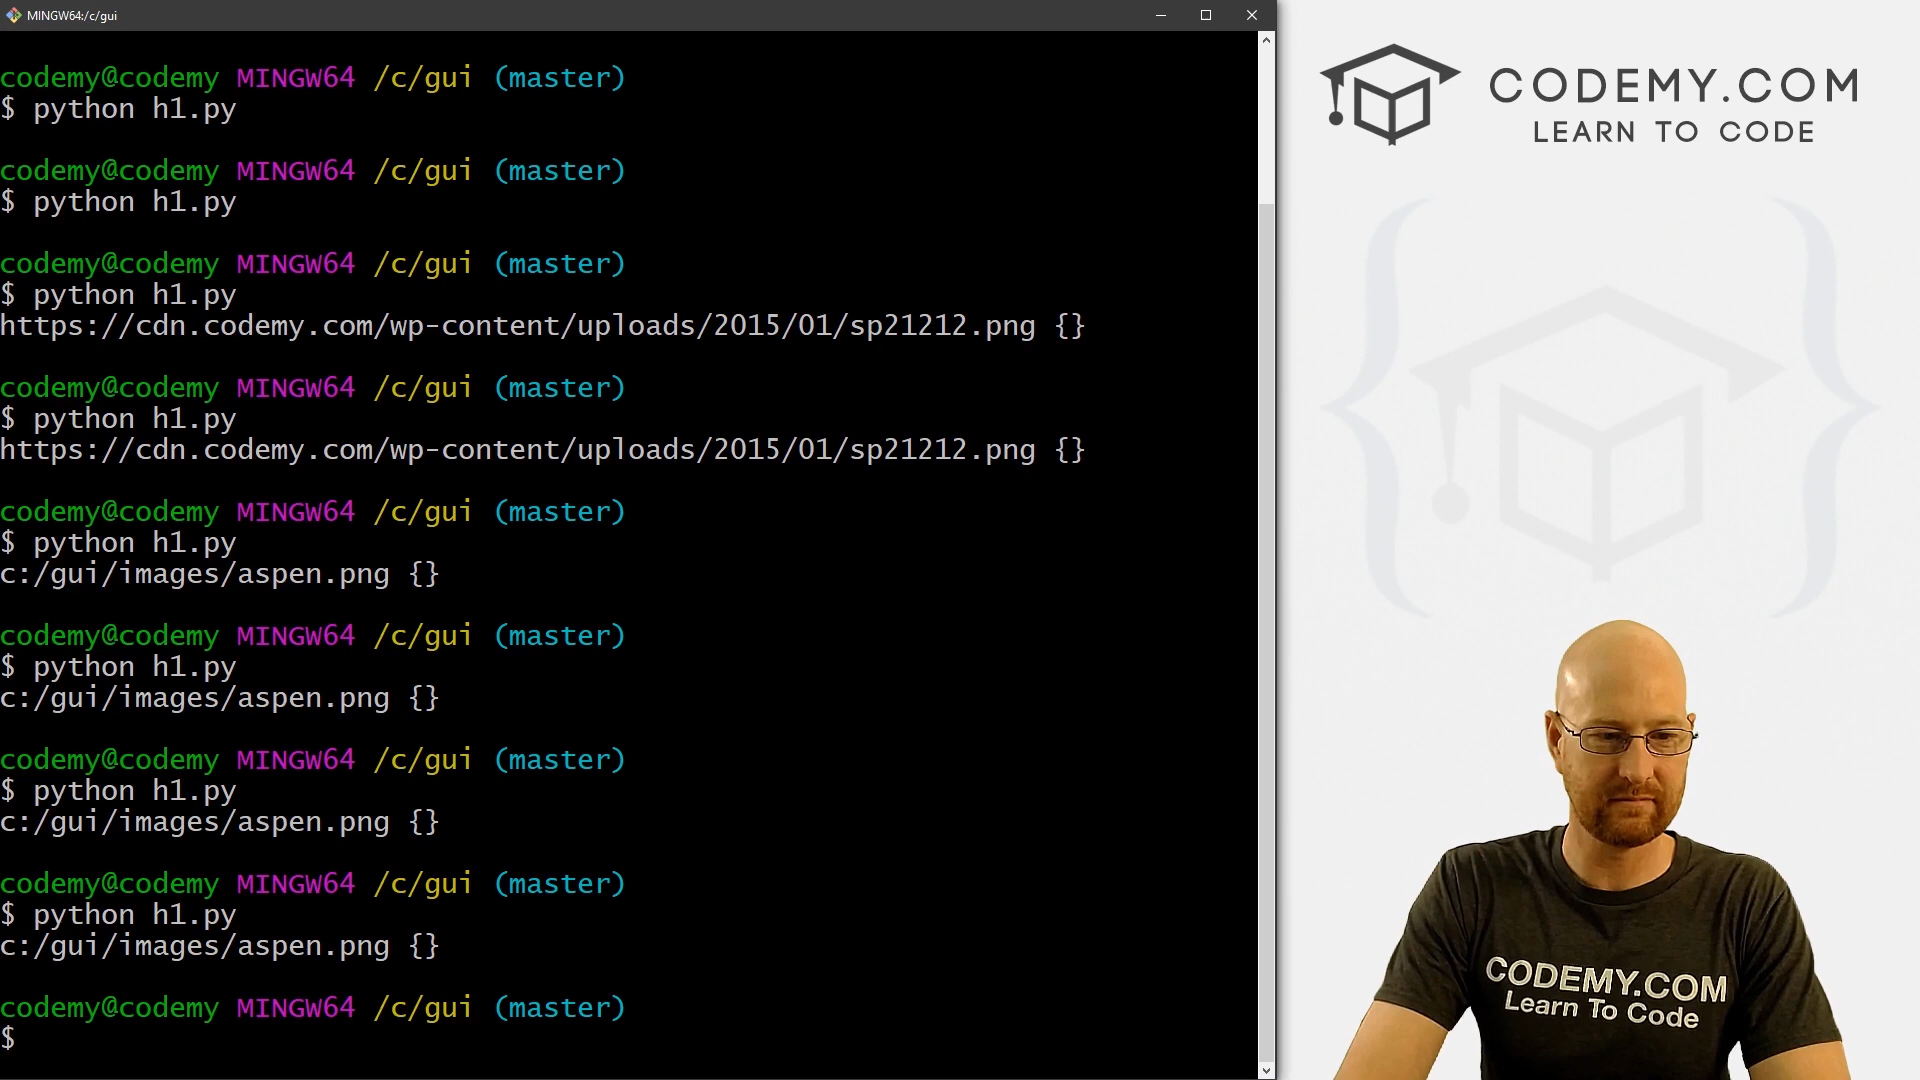 MINGW64:/c/gui
codemy@codemy MINGW64 /c/gui (master)
$ python h1.py
codemy@codemy MINGW64 /c/gui (master)
$ python h1.py
codemy@codemy MINGW64 /c/gui (master)
$ python h1.py
https://cdn.codemy.com/wp-content/uploads/2015/01/sp21212.png {}
codemy@codemy MINGW64 /c/gui (master)
$ python h1.py
https://cdn.codemy.com/wp-content/uploads/2015/01/sp21212.png {}
codemy@codemy MINGW64 /c/gui (master)
$ python h1.py
c:/gui/images/aspen.png {}
codemy@codemy MINGW64 /c/gui (master)
$ python h1.py
c:/gui/images/aspen.png {}
codemy@codemy MINGW64 /c/gui (master)
$ python h1.py
c:/gui/images/aspen.png {}
codemy@codemy MINGW64 /c/gui (master)
$ python h1.py
c:/gui/images/aspen.png {}
codemy@codemy MINGW64 /c/gui (master)
$
CODEMY.COM
LEARN TO CODE
CODEMY.COM
Learn To Code